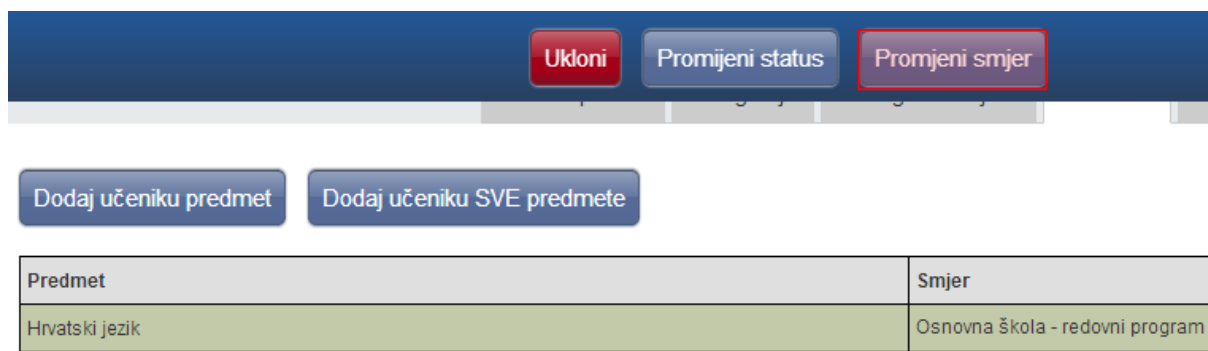 Ukloni Promijeni status Promjeni smjer
Dodaj učeniku predmet Dodaj učeniku SVE predmete
Predmet Smjer
Hrvatski jezik Osnovna škola - redovni program